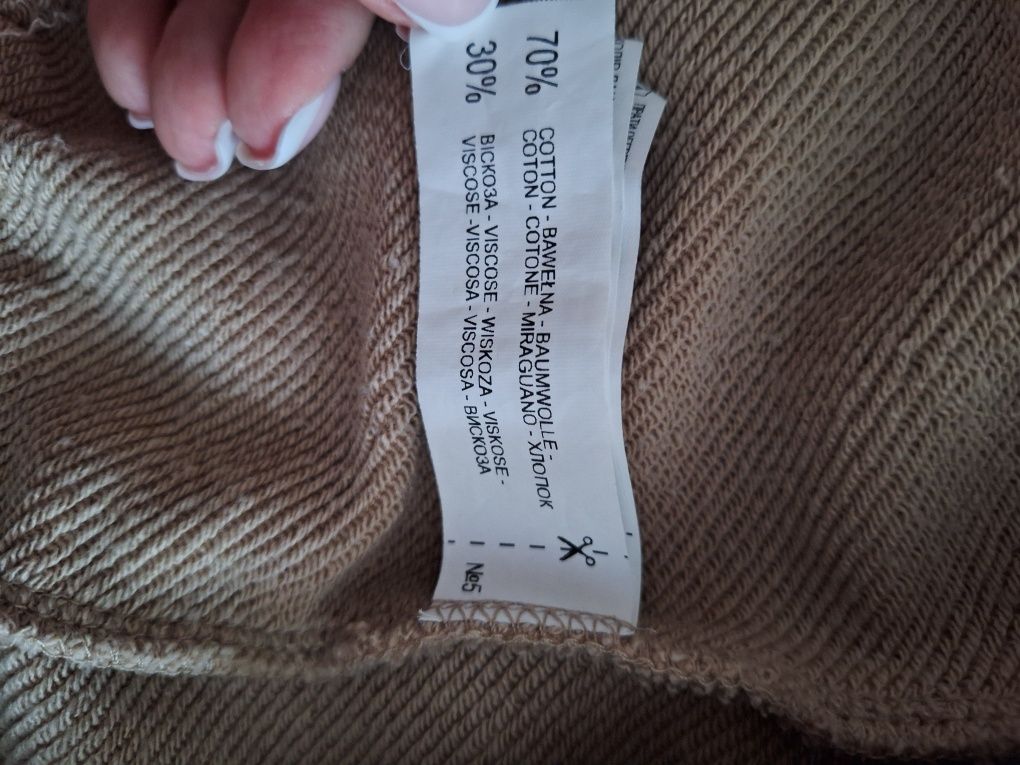 70% COTTON - BAWEŁNA - BAUMWOLLE -
COTON - COTONE - MIRAGUANO - ХЛОПОК
30% ВІСКОЗА - VISCOSE - WISKOZA - VISKOSE -
VISCOSE -VISCOSA - VISCOSA - ВИСКОЗА
№5